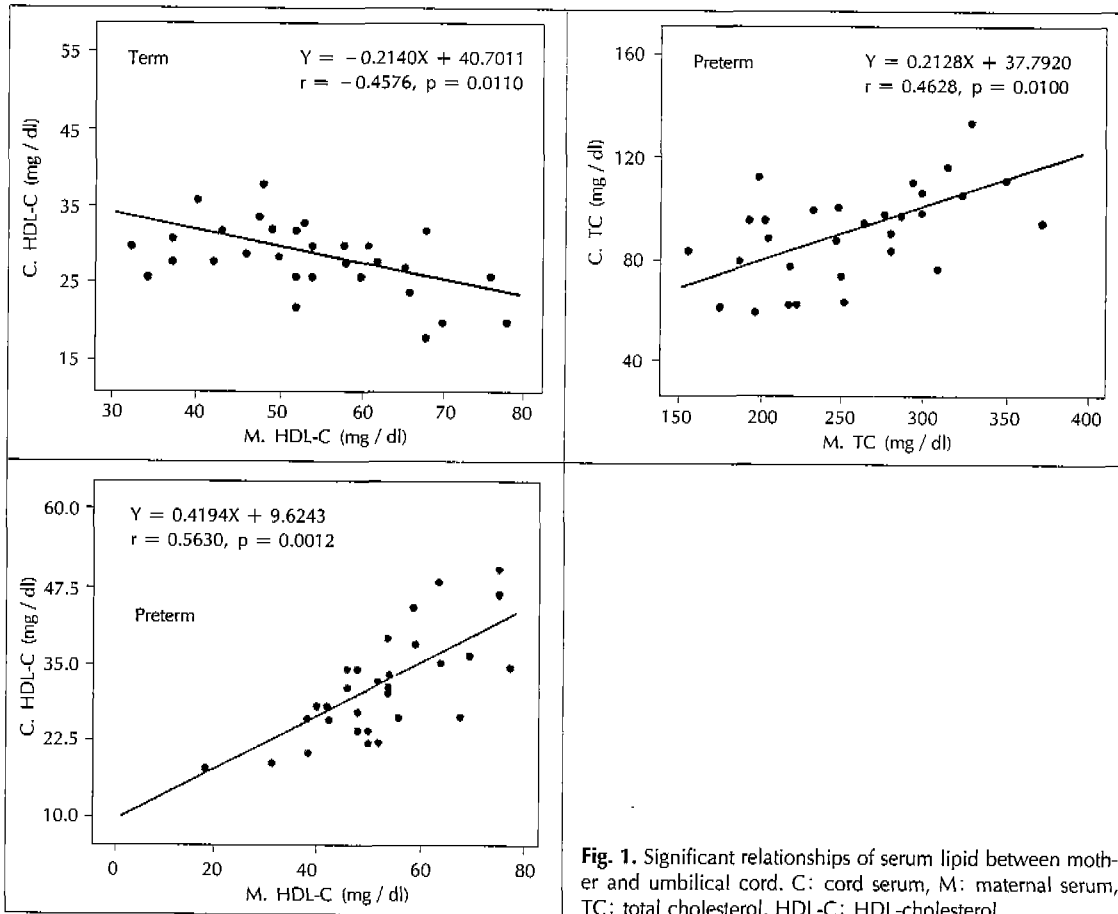 55
45
35
25
15
C. HDL-C (mg / dl)
Term
Y = −0.2140X + 40.7011
r = −0.4576, p = 0.0110
30 40 50 60 70 80
M. HDL-C (mg / dl)
160
120
80
40
C. TC (mg / dl)
Preterm
Y = 0.2128X + 37.7920
r = 0.4628, p = 0.0100
150 200 250 300 350 400
M. TC (mg / dl)
60.0
47.5
35.0
22.5
10.0
C. HDL-C (mg / dl)
Y = 0.4194X + 9.6243
r = 0.5630, p = 0.0012
Preterm
0 20 40 60 80
M. HDL-C (mg / dl)
Fig. 1. Significant relationships of serum lipid between moth-
er and umbilical cord. C: cord serum, M: maternal serum,
TC: total cholesterol, HDL-C: HDL-cholesterol